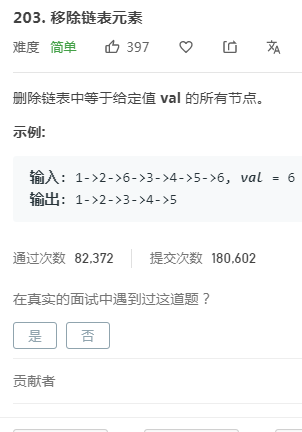 203. 移除链表元素
难度 简单 397
删除链表中等于给定值 val 的所有节点。
示例:
输入: 1->2->6->3->4->5->6, val = 6
输出: 1->2->3->4->5
通过次数 82,372 提交次数 180,602
在真实的面试中遇到过这道题？
是 否
贡献者